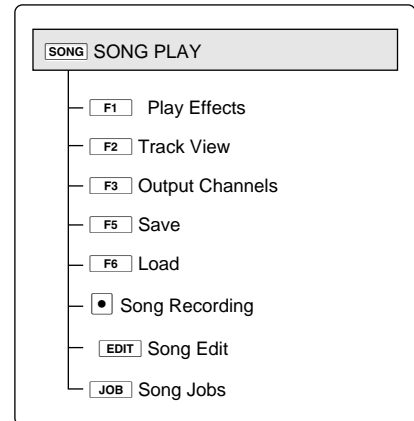 SONG SONG PLAY
F1 Play Effects
F2 Track View
F3 Output Channels
F5 Save
F6 Load
Song Recording
EDIT Song Edit
JOB Song Jobs